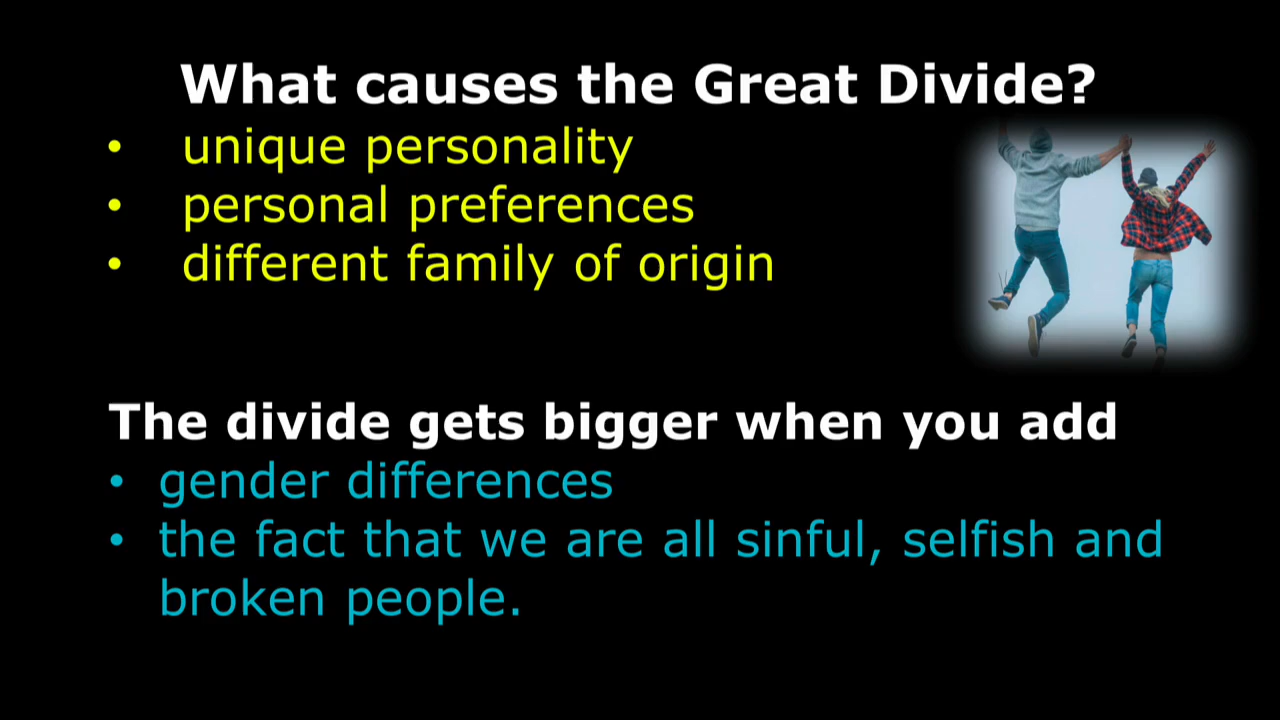 What causes the Great Divide?
• unique personality
• personal preferences
• different family of origin
The divide gets bigger when you add
• gender differences
• the fact that we are all sinful, selfish and
broken people.